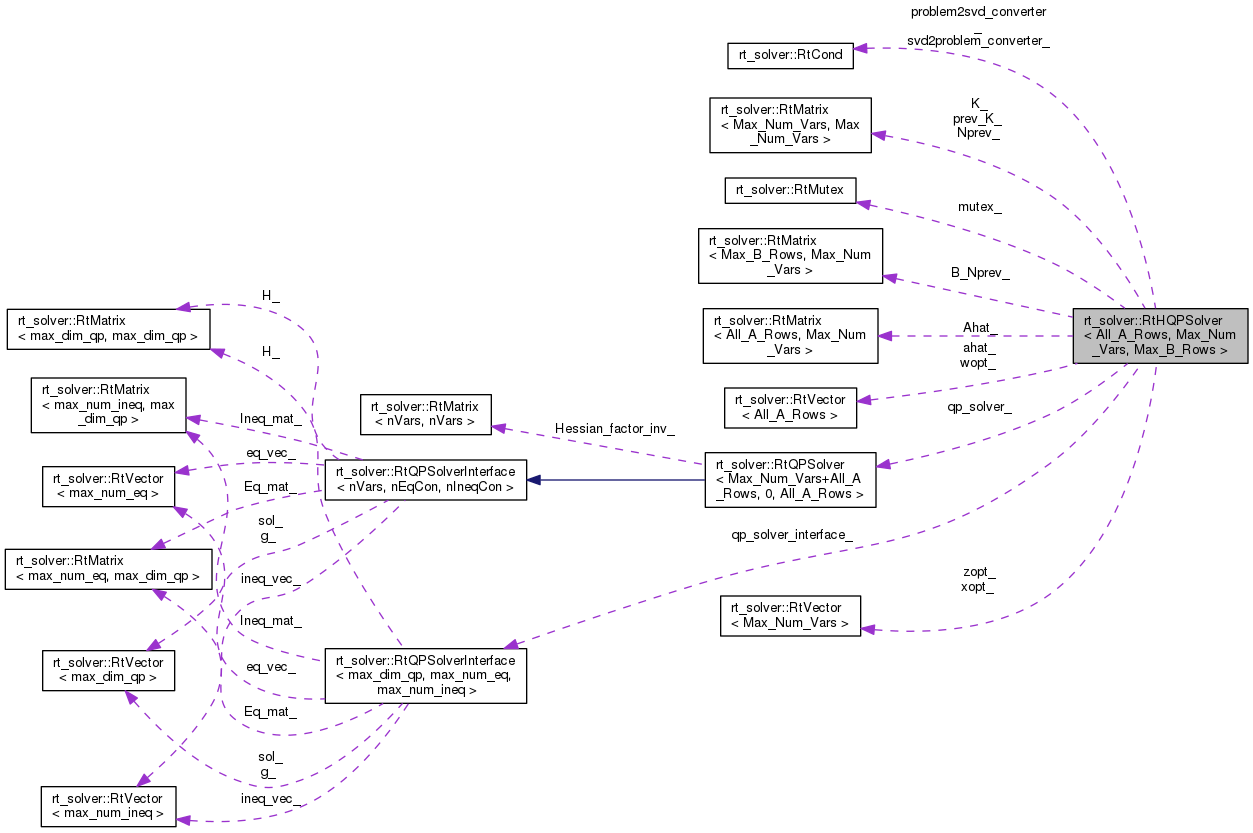 problem2svd_converter
_
svd2problem_converter_
rt_solver::RtCond
K_
prev_K_
Nprev_
rt_solver::RtMatrix
< Max_Num_Vars, Max
_Num_Vars >
rt_solver::RtMutex
mutex_
rt_solver::RtMatrix
< Max_B_Rows, Max_Num
_Vars >
B_Nprev_
rt_solver::RtMatrix
< All_A_Rows, Max_Num
_Vars >
Ahat_
rt_solver::RtHQPSolver
< All_A_Rows, Max_Num
_Vars, Max_B_Rows >
ahat_
wopt_
rt_solver::RtVector
< All_A_Rows >
qp_solver_
rt_solver::RtQPSolver
< Max_Num_Vars+All_A
_Rows, 0, All_A_Rows >
qp_solver_interface_
zopt_
xopt_
rt_solver::RtVector
< Max_Num_Vars >
rt_solver::RtMatrix
< nVars, nVars >
Hessian_factor_inv_
rt_solver::RtQPSolverInterface
< nVars, nEqCon, nIneqCon >
rt_solver::RtQPSolverInterface
< max_dim_qp, max_num_eq,
max_num_ineq >
H_
rt_solver::RtMatrix
< max_dim_qp, max_dim_qp >
H_
rt_solver::RtMatrix
< max_num_ineq, max
_dim_qp >
Ineq_mat_
eq_vec_
rt_solver::RtVector
< max_num_eq >
Eq_mat_
sol_
g_
rt_solver::RtMatrix
< max_num_eq, max_dim_qp >
ineq_vec_
Ineq_mat_
rt_solver::RtVector
< max_dim_qp >
eq_vec_
Eq_mat_
sol_
g_
rt_solver::RtVector
< max_num_ineq >
ineq_vec_